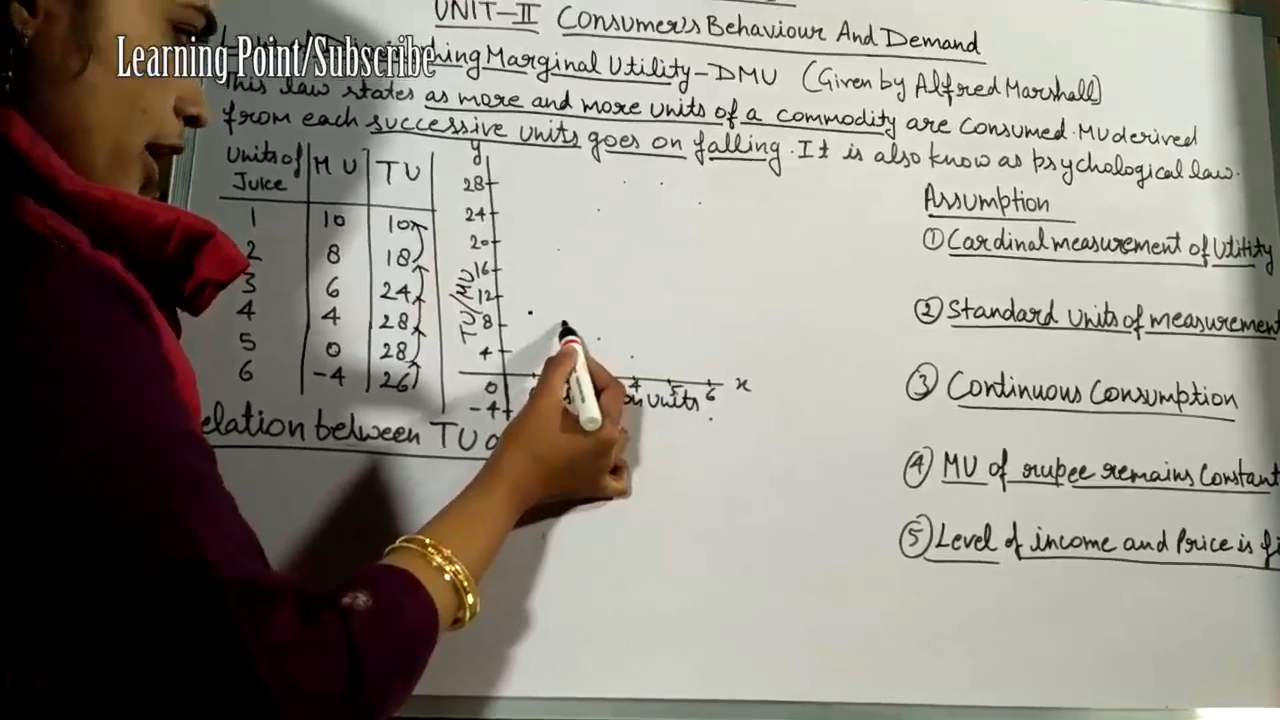 UNIT-II Consumer's Behaviour And Demand
Learning Point/Subscribe
Marginal Utility-DMU (Given by Alfred Marshall)
This law states as more and more units of a commodity are consumed. MU derived
from each successive units goes on falling. It is also know as psychological law.
Units of Juice MU TU
1 10 10
2 8 18
3 6 24
4 4 28
5 0 28
6 -4 26
y
28
24
20
16
12
8
4
0
-4
TU/MU
4 5 6 x
units
elation between TU
Assumption
① Cardinal measurement of Utitity
② Standard units of measurement
③ Continuous Consumption
④ MU of rupee remains Constant
⑤ Level of income and Price is